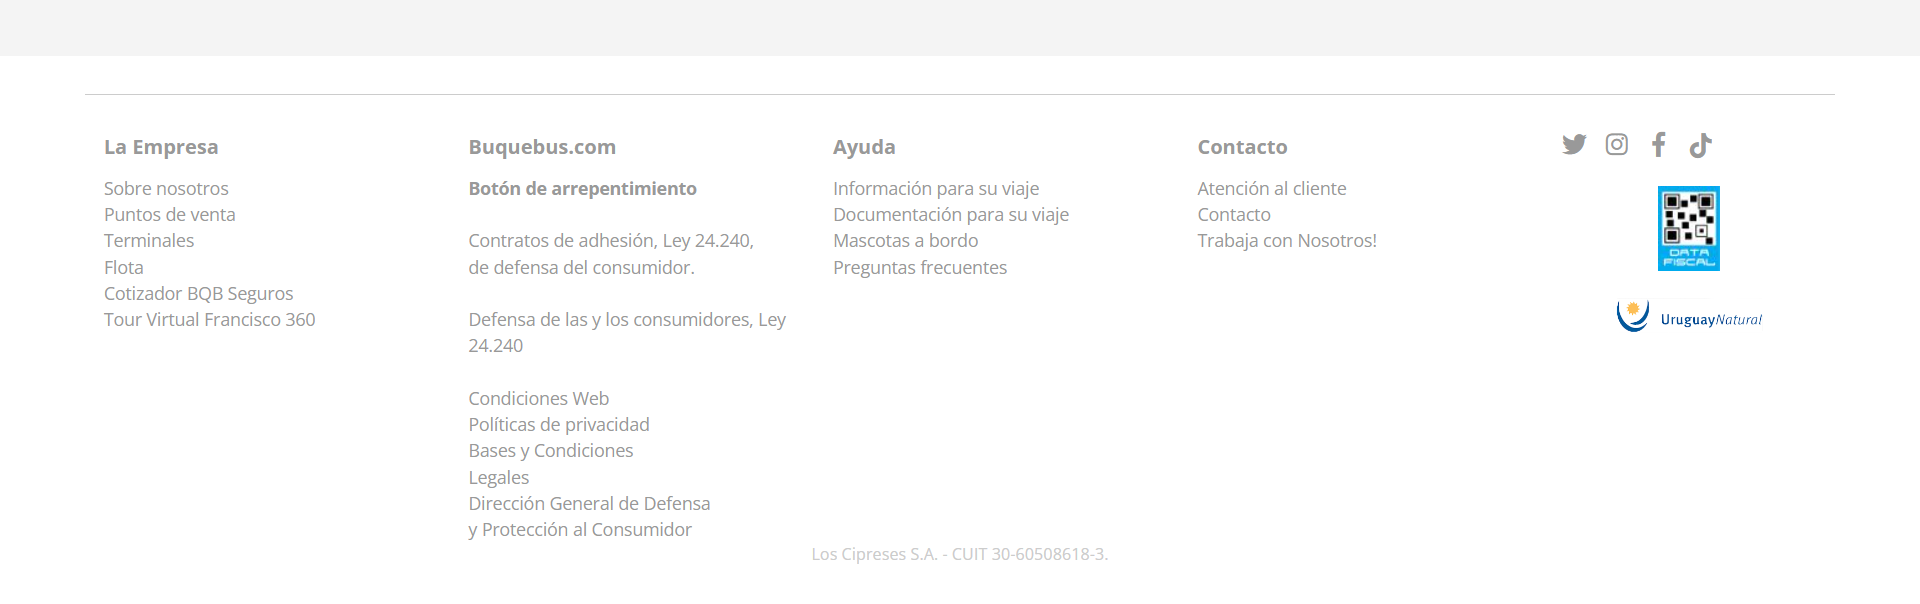 La Empresa
Sobre nosotros
Puntos de venta
Terminales
Flota
Cotizador BQB Seguros
Tour Virtual Francisco 360
Buquebus.com
Botón de arrepentimiento
Contratos de adhesión, Ley 24.240,
de defensa del consumidor.
Defensa de las y los consumidores, Ley
24.240
Condiciones Web
Políticas de privacidad
Bases y Condiciones
Legales
Dirección General de Defensa
y Protección al Consumidor
Ayuda
Información para su viaje
Documentación para su viaje
Mascotas a bordo
Preguntas frecuentes
Contacto
Atención al cliente
Contacto
Trabaja con Nosotros!
DATA
FISCAL
UruguayNatural
Los Cipreses S.A. - CUIT 30-60508618-3.